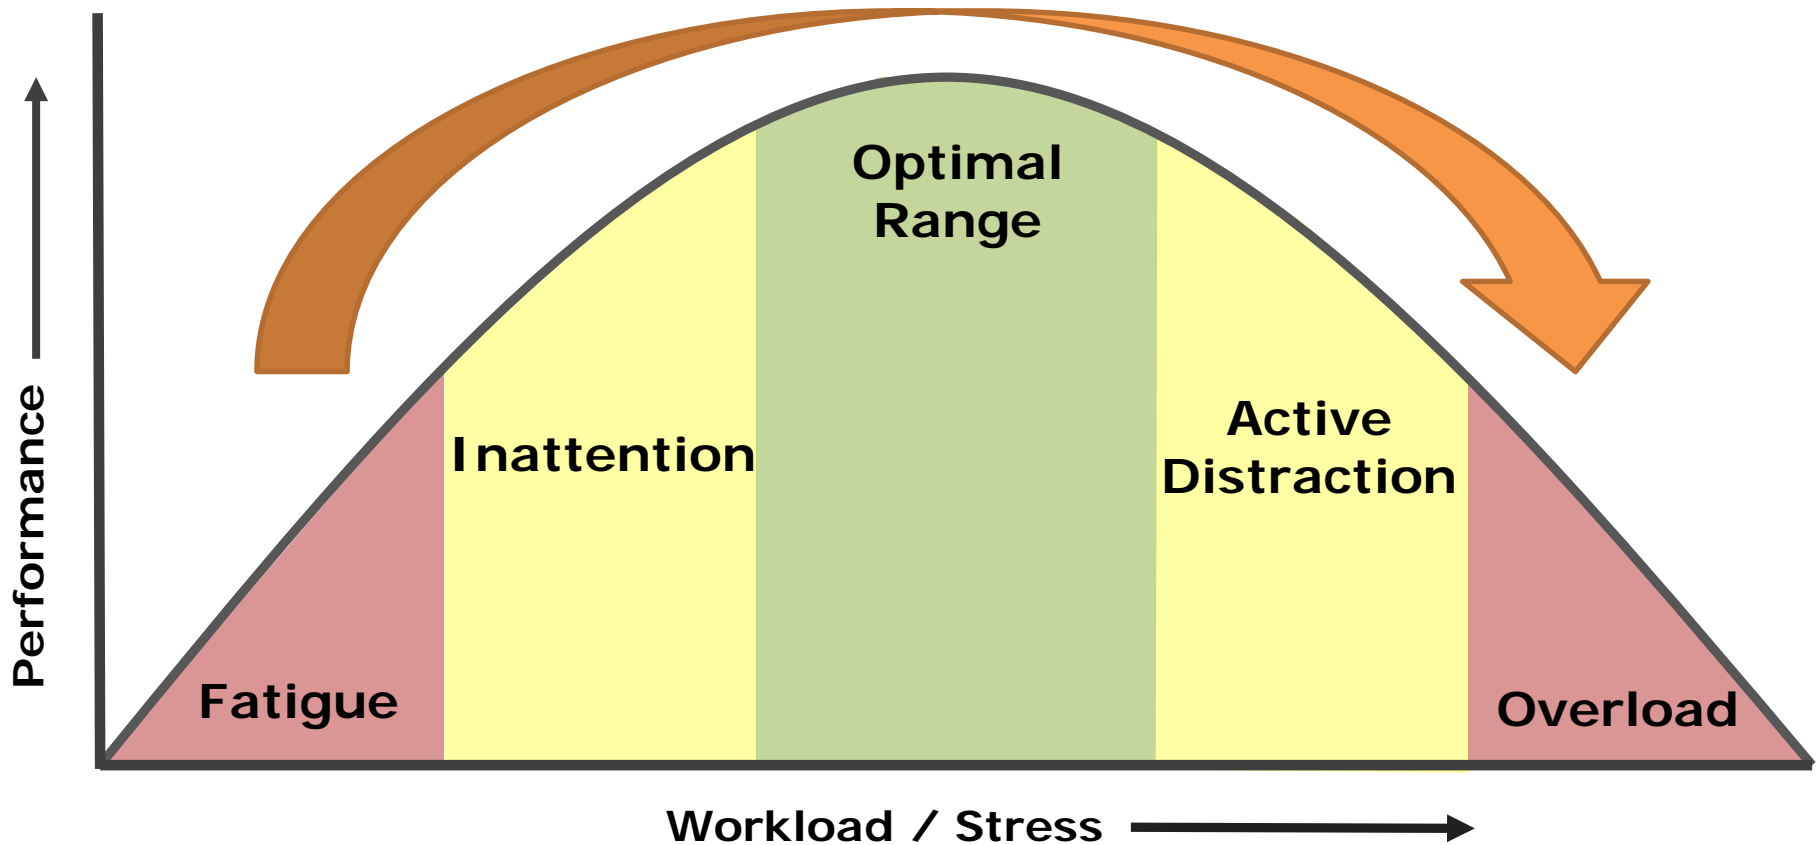 Performance
Optimal
Range
Inattention
Active
Distraction
Fatigue
Overload
Workload / Stress